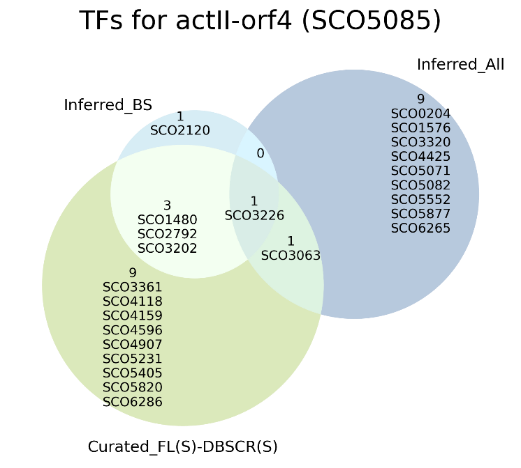 TFs for actII-orf4 (SCO5085)
Inferred_All
Inferred_BS
9
SCO0204
SCO1576
SCO3320
SCO4425
SCO5071
SCO5082
SCO5552
SCO5877
SCO6265
1
SCO2120
0
3
SCO1480
SCO2792
SCO3202
1
SCO3226
1
SCO3063
9
SCO3361
SCO4118
SCO4159
SCO4596
SCO4907
SCO5231
SCO5405
SCO5820
SCO6286
Curated_FL(S)-DBSCR(S)